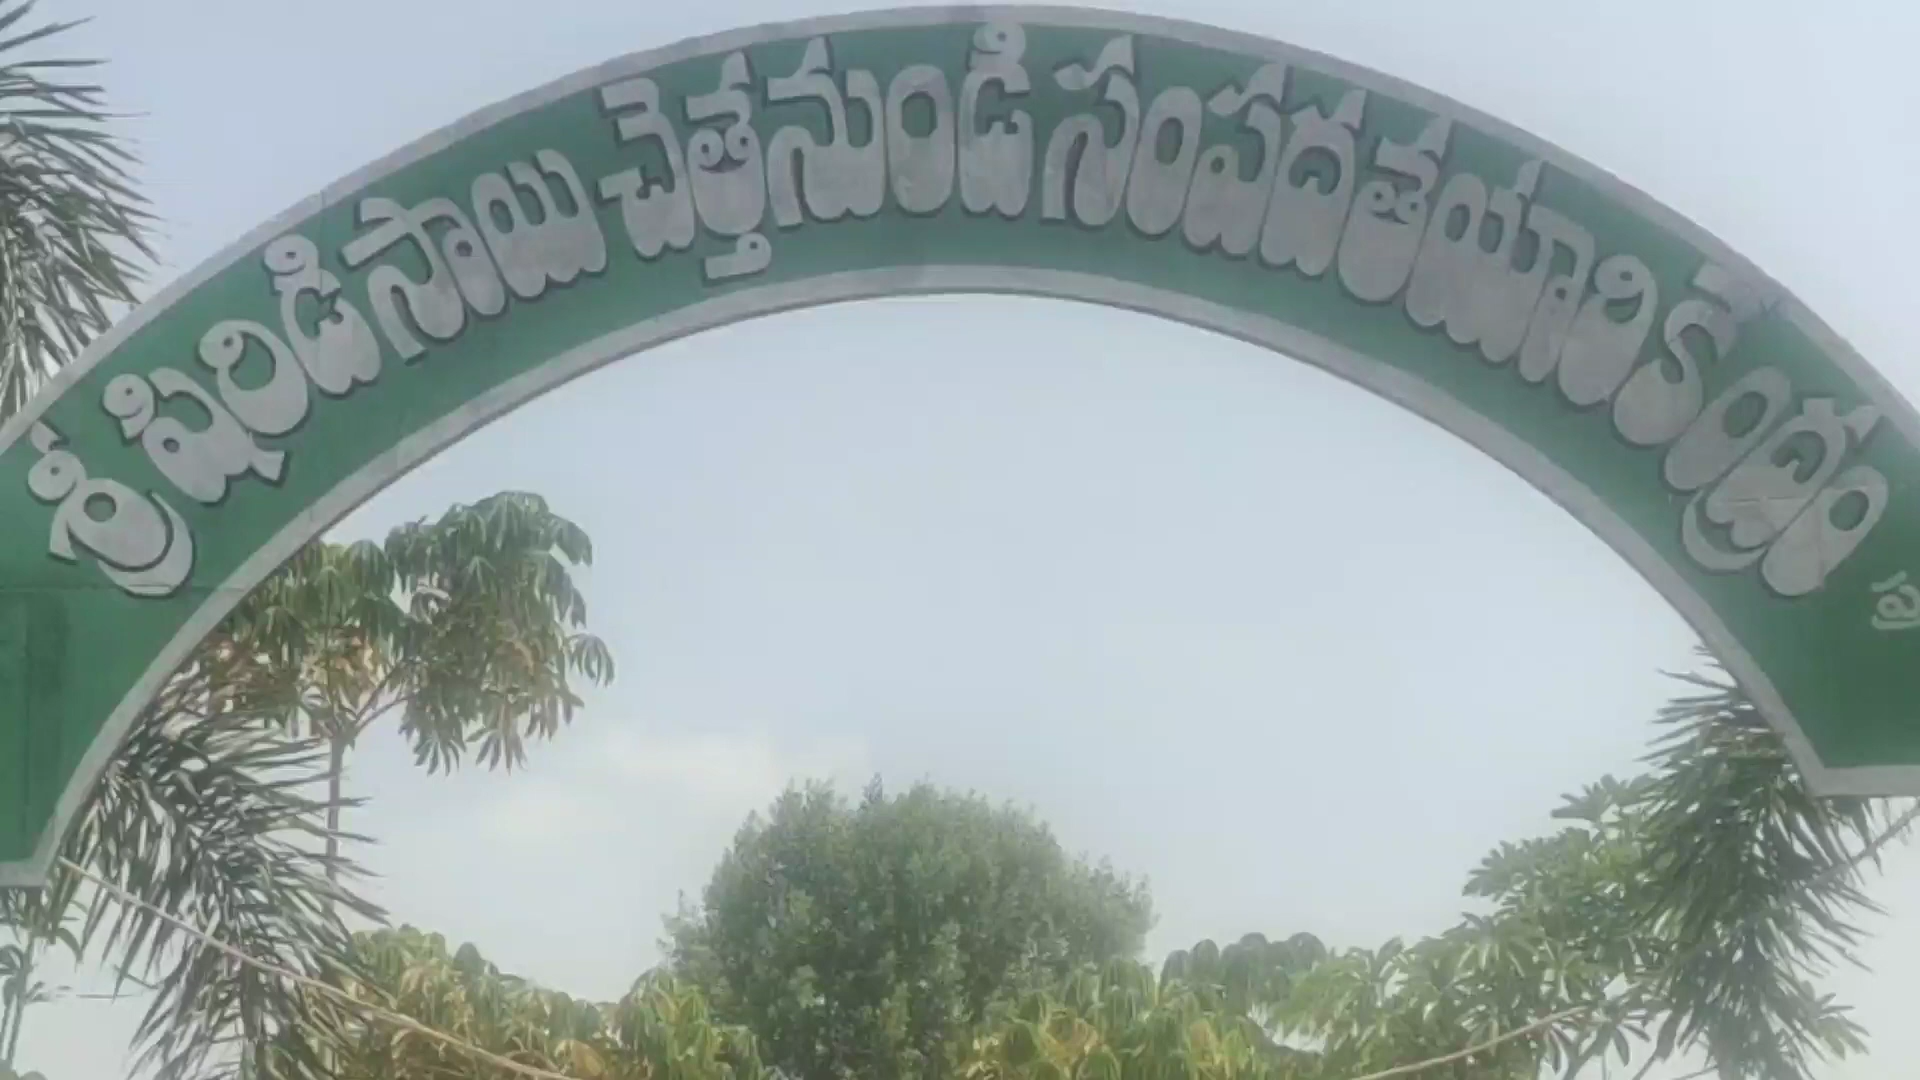 శ్రీ షిరిడి సాయి చెత్తనుండి సంపద తయారి కేంద్రం